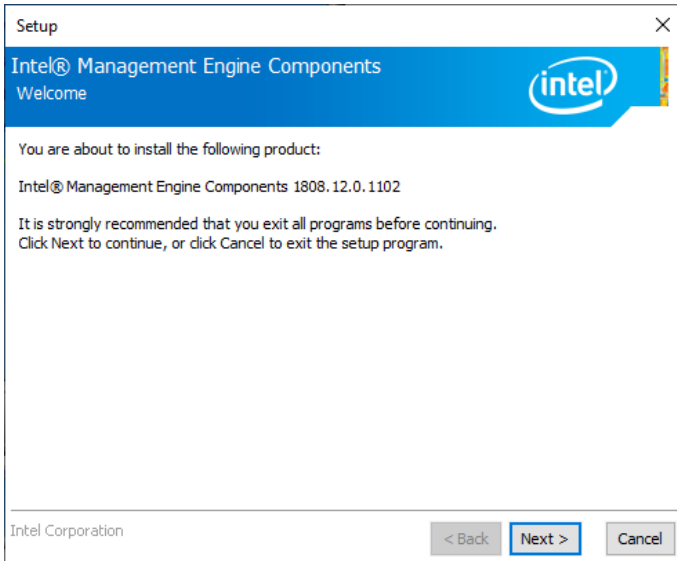 Setup
Intel® Management Engine Components
Welcome
intel
You are about to install the following product:
Intel® Management Engine Components 1808.12.0.1102
It is strongly recommended that you exit all programs before continuing.
Click Next to continue, or click Cancel to exit the setup program.
Intel Corporation
< Back Next > Cancel